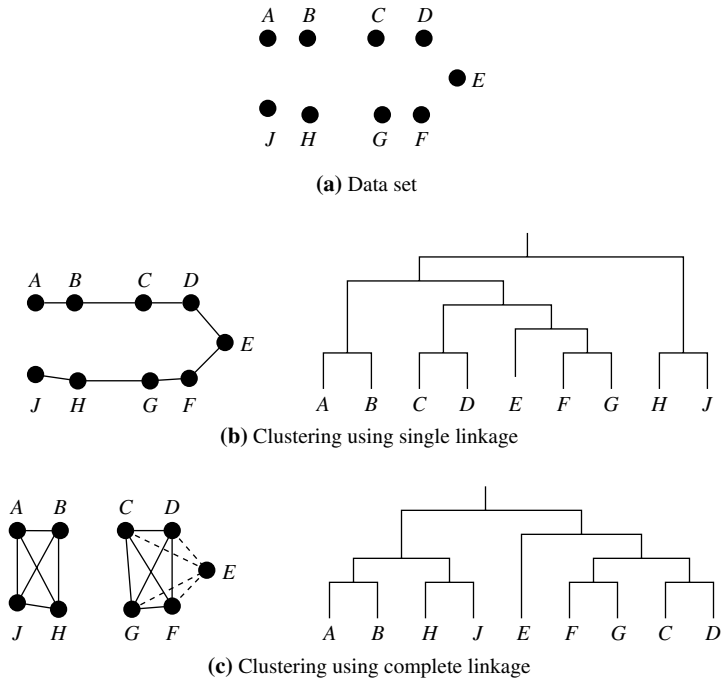 A B C D
E
J H G F
(a) Data set
A B C D
E
J H G F
A B C D E F G H J
(b) Clustering using single linkage
A B C D
E
J H G F
A B H J E F G C D
(c) Clustering using complete linkage